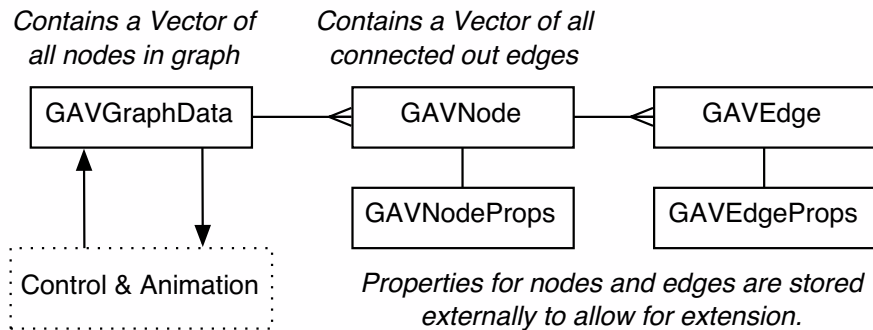 Contains a Vector of
all nodes in graph
Contains a Vector of all
connected out edges
GAVGraphData
GAVNode
GAVEdge
GAVNodeProps
GAVEdgeProps
Control & Animation
Properties for nodes and edges are stored
externally to allow for extension.